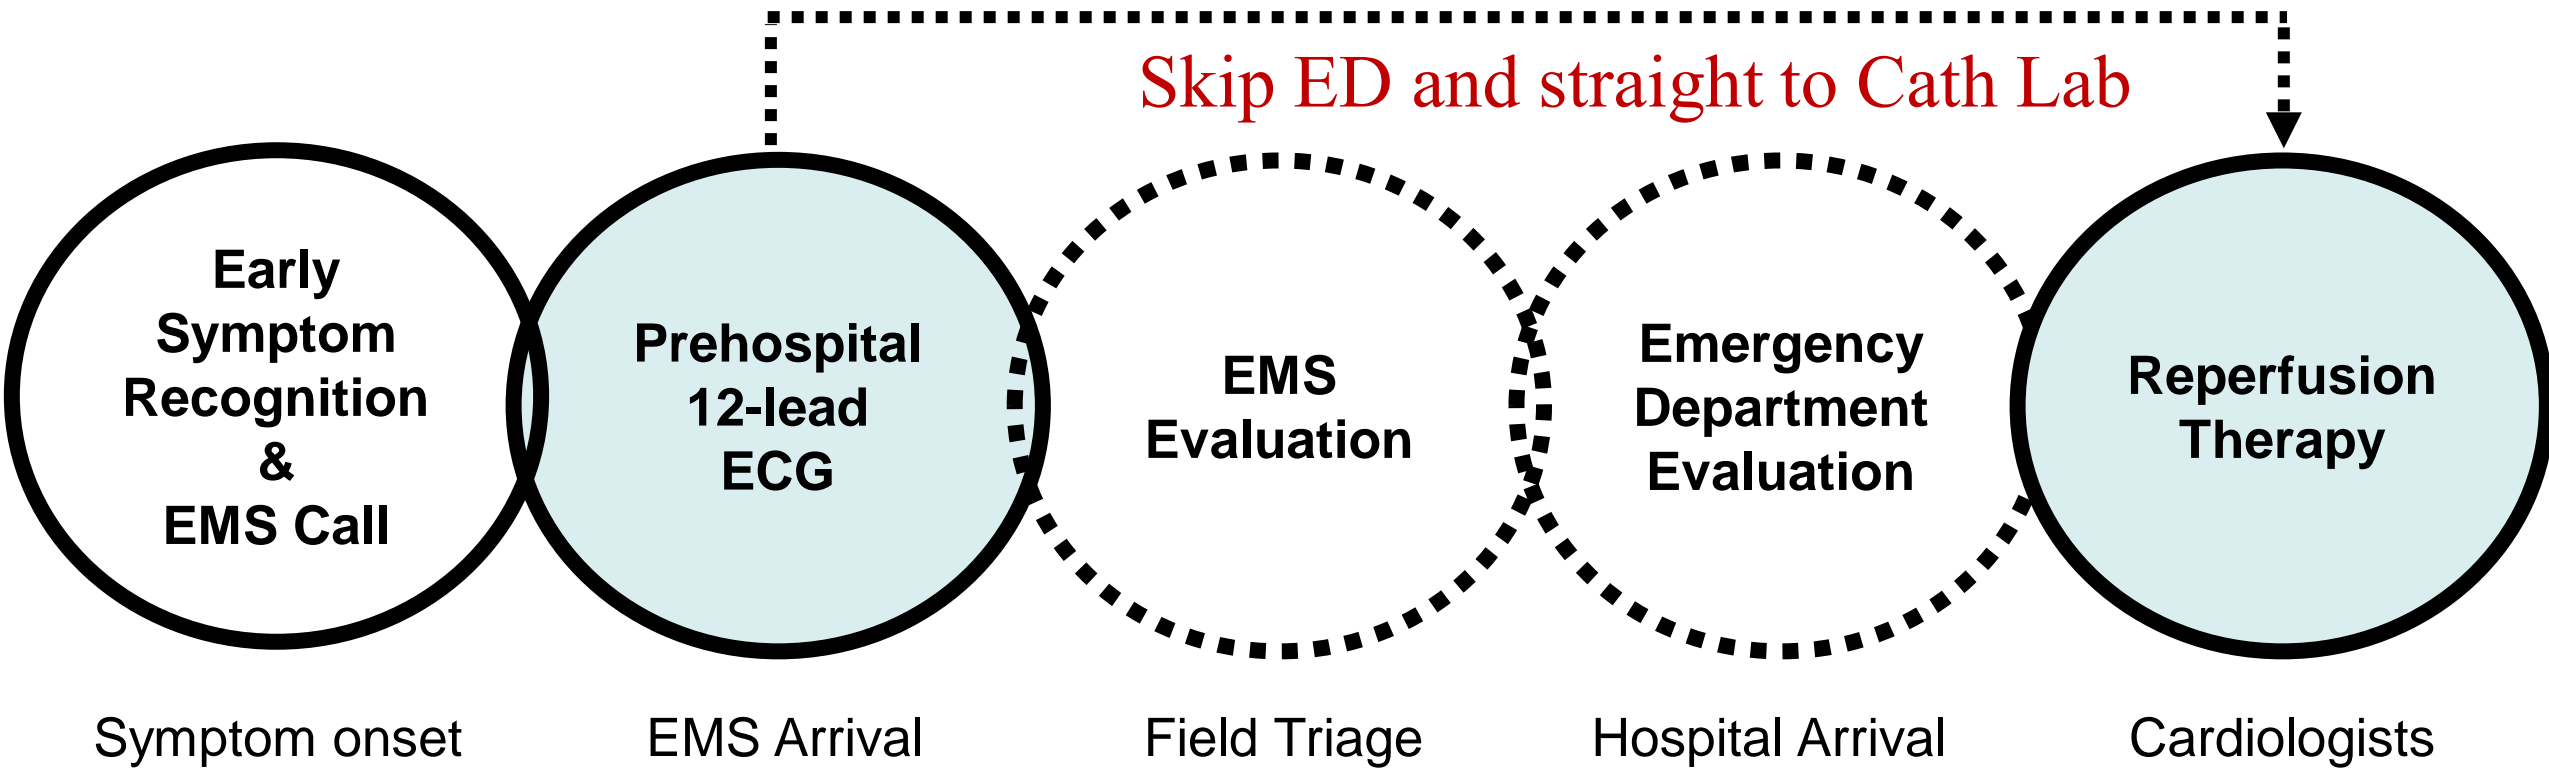 Skip ED and straight to Cath Lab
Early
Symptom
Recognition
&
EMS Call
Prehospital
12-lead
ECG
EMS
Evaluation
Emergency
Department
Evaluation
Reperfusion
Therapy
Symptom onset
EMS Arrival
Field Triage
Hospital Arrival
Cardiologists